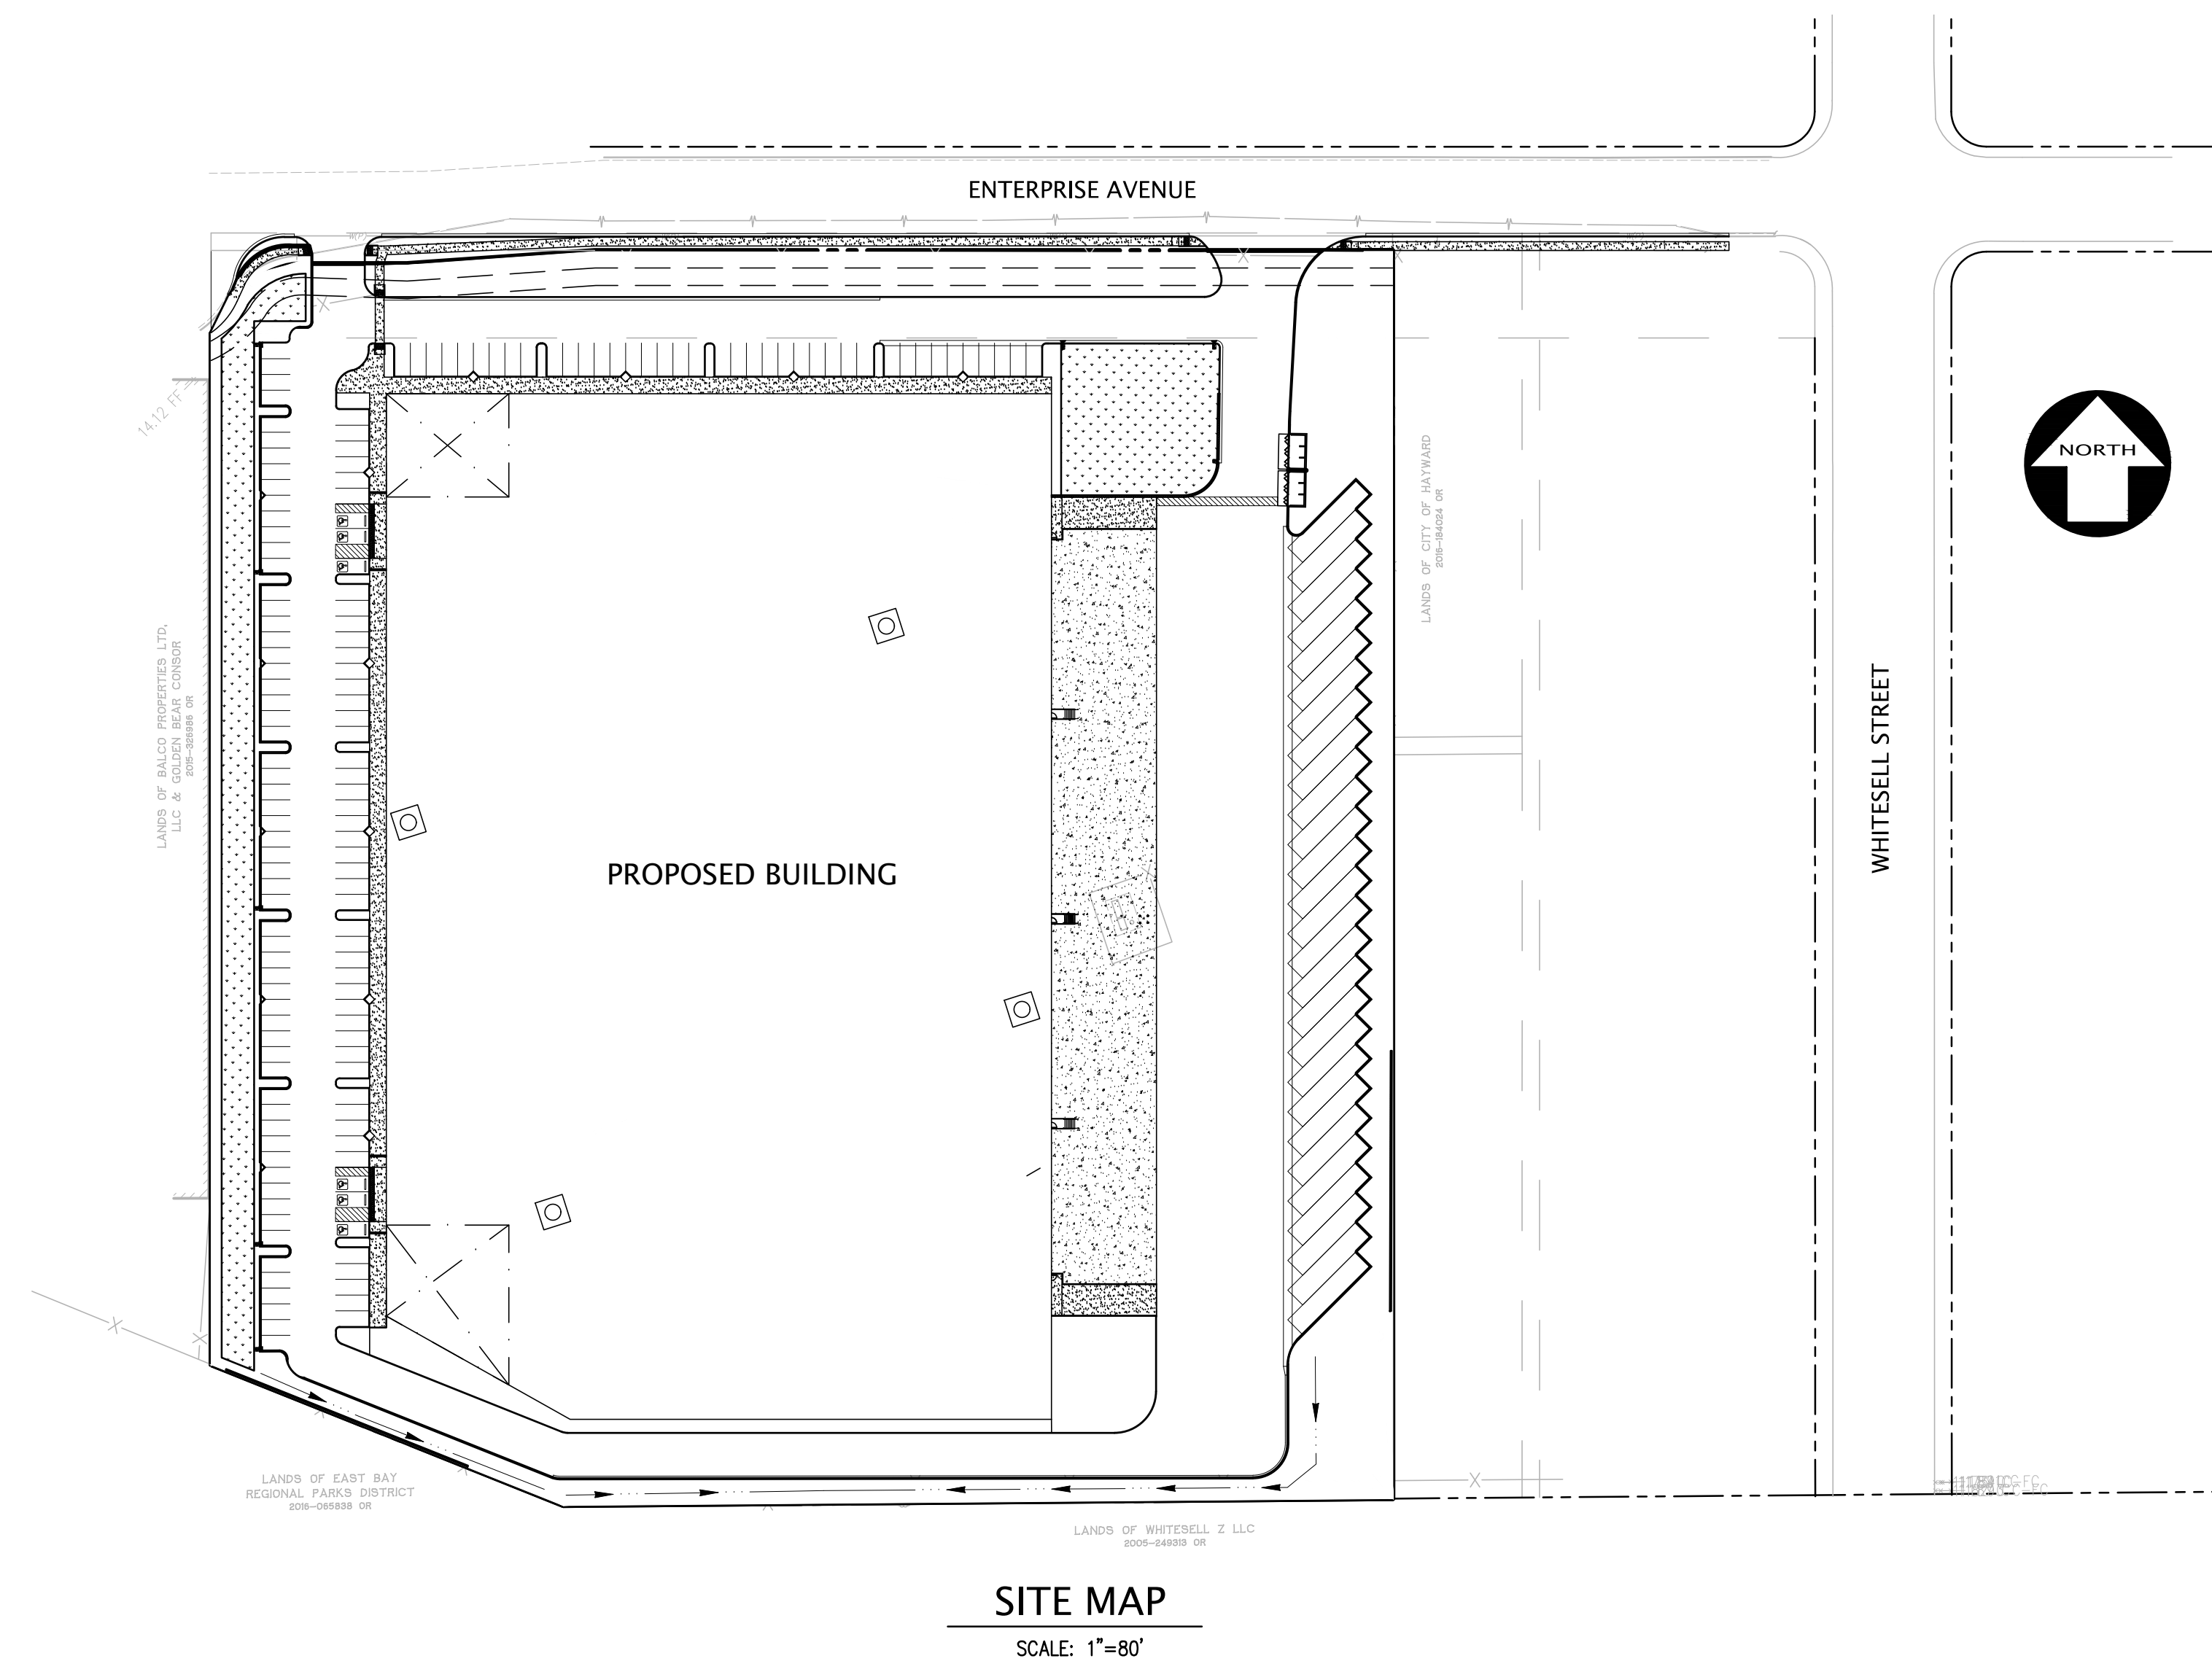 ENTERPRISE AVENUE
14.12 FF
NORTH
LANDS OF CITY OF HAYWARD
2016-184024 OR
LANDS OF BALCO PROPERTIES LTD,
LLC & GOLDEN BEAR CONSOR
2015-326986 OR
WHITESELL STREET
PROPOSED BUILDING
LANDS OF EAST BAY
REGIONAL PARKS DISTRICT
2016-065838 OR
LANDS OF WHITESELL Z LLC
2005-249313 OR
SITE MAP
SCALE: 1"=80'